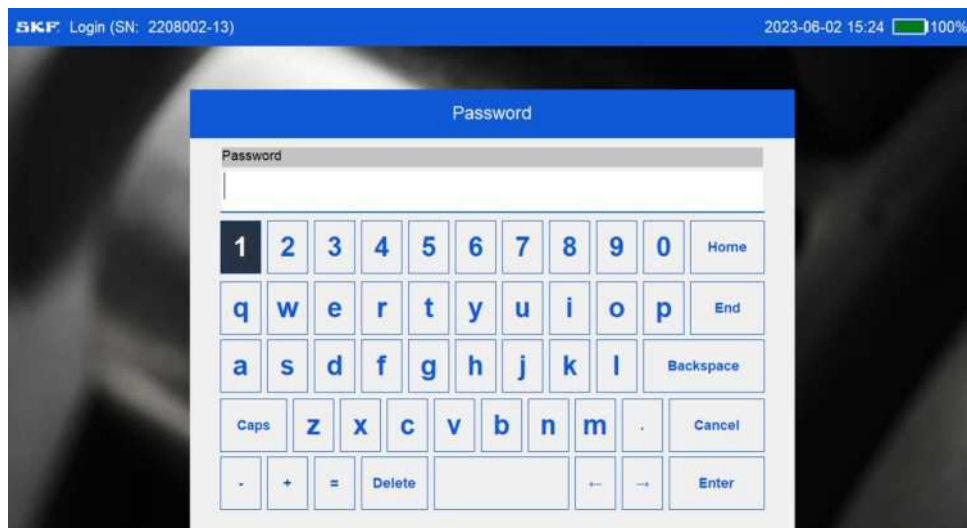 SKF. Login (SN: 2208002-13) 2023-06-02 15:24 100%
Password
Password
1 2 3 4 5 6 7 8 9 0 Home
q w e r t y u i o p End
a s d f g h j k l Backspace
Caps z x c v b n m . Cancel
- + = Delete ← → Enter